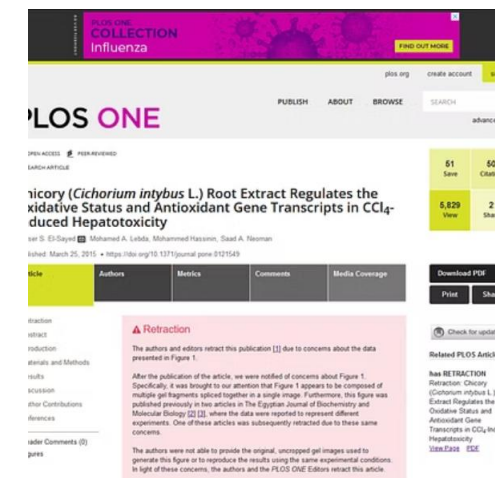 PLOS ONE
COLLECTION
Influenza
FIND OUT MORE
plos.org
create account
PUBLISH
ABOUT
BROWSE
SEARCH
PLOS ONE
OPEN ACCESS
PEER-REVIEWED
hicory (Cichorium intybus L.) Root Extract Regulates the
xidative Status and Antioxidant Gene Transcripts in CCl4-
duced Hepatotoxicity
ser S. El-Sayed
Mohamed A. Lebda, Mohammed Hassinin, Saad A. Neoman
lished: March 25, 2015 • https://doi.org/10.1371/journal.pone.0121549
51
Save
50
Citati
5,829
View
2
Sha
ticle
Authors
Metrics
Comments
Media Coverage
Download PDF
Print
Sha
Check for updat
traction
stract
roduction
aterials and Methods
sults
scussion
thor Contributions
ferences
ader Comments (0)
gures
Retraction
The authors and editors retract this publication [1] due to concerns about the data
presented in Figure 1.
After the publication of the article, we were notified of concerns about Figure 1.
Specifically, it was brought to our attention that Figure 1 appears to be composed of
multiple gel fragments spliced together in a single image. Furthermore, this figure was
published previously in two articles in The Egyptian Journal of Biochemistry and
Molecular Biology [2] [3], where the data were reported to represent different
experiments. One of these articles was subsequently retracted due to these same
concerns.
The authors were not able to provide the original, uncropped gel images used to
generate this figure or to reproduce the results using the same experimental conditions.
In light of these concerns, the authors and the PLOS ONE Editors retract this article.
Related PLOS Articl
has RETRACTION
Retraction: Chicory
(Cichorium intybus L.)
Extract Regulates the
Oxidative Status and
Antioxidant Gene
Transcripts in CCl4-Ind
Hepatotoxicity
View Page
PDF